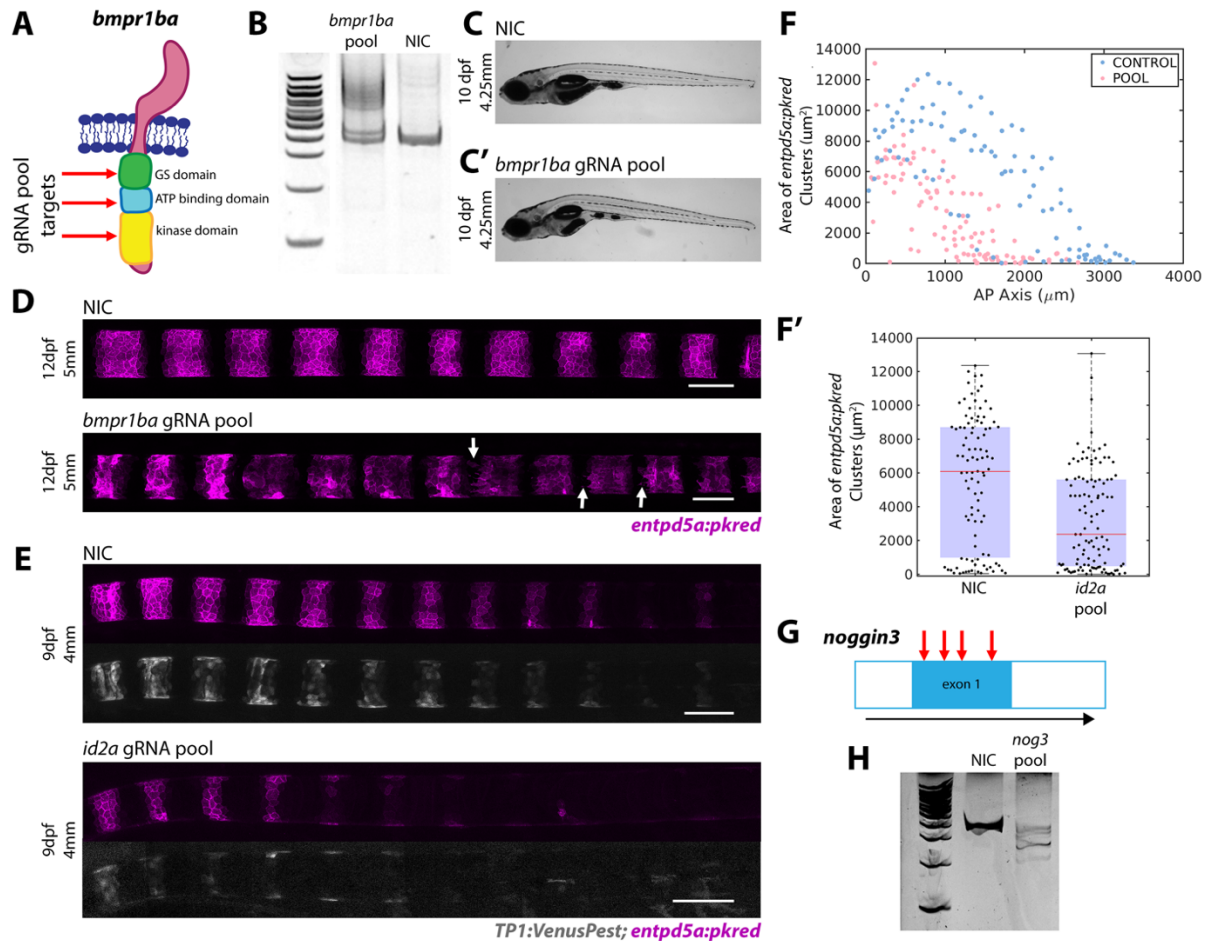 A
bmpr1ba
gRNA pool
targets
GS domain
ATP binding domain
kinase domain
B
bmpr1ba
pool
NIC
C
NIC
10 dpf
4.25mm
C'
bmpr1ba gRNA pool
10 dpf
4.25mm
D
NIC
12dpf
5mm
bmpr1ba gRNA pool
12dpf
5mm
entpd5a:pkred
E
NIC
9dpf
4mm
id2a gRNA pool
9dpf
4mm
TP1:VenusPest; entpd5a:pkred
F
Area of entpd5a:pkred
Clusters (µm²)
14000
12000
10000
8000
6000
4000
2000
0
0
1000
2000
3000
4000
AP Axis (µm)
CONTROL
POOL
F'
Area of entpd5a:pkred
Clusters (µm²)
14000
12000
10000
8000
6000
4000
2000
0
NIC
id2a
pool
G
noggin3
exon 1
H
NIC
nog3
pool